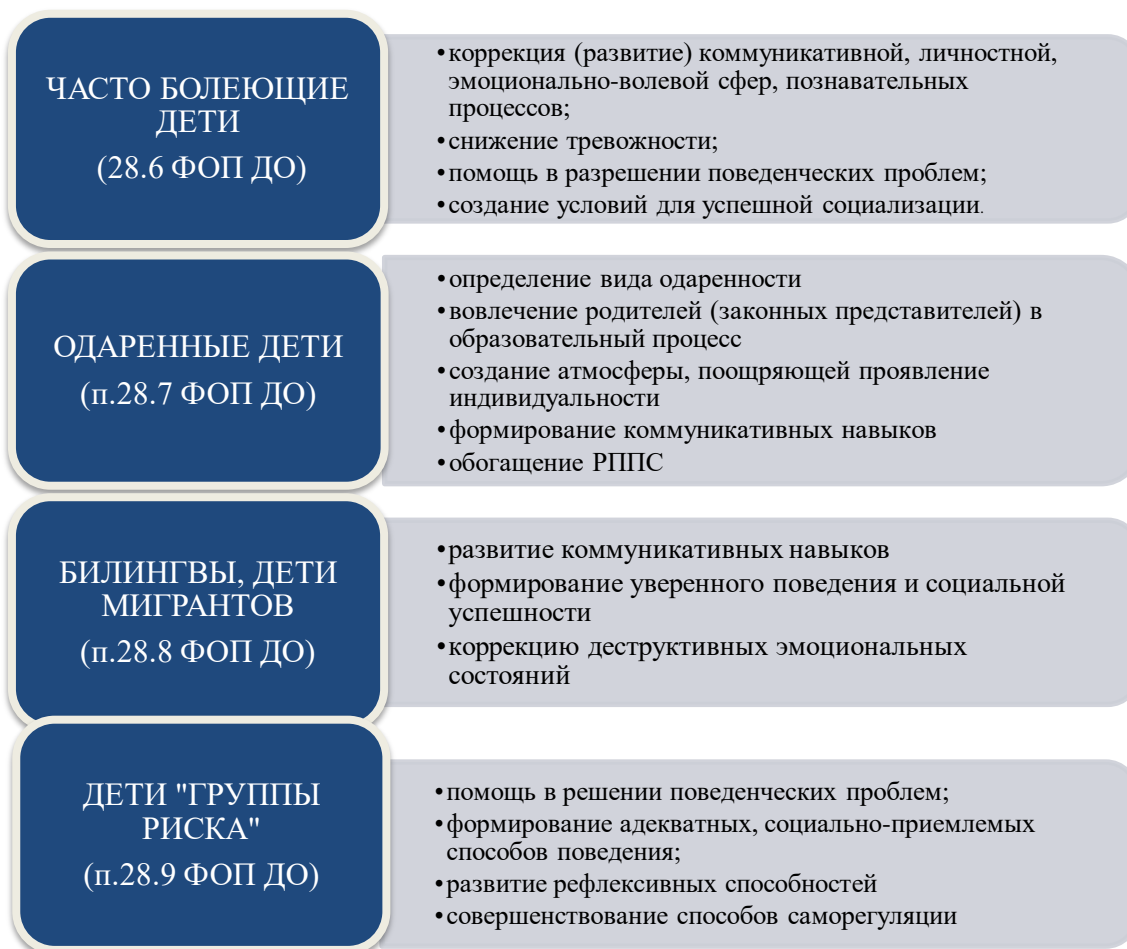 ЧАСТО БОЛЕЮЩИЕ
ДЕТИ
(28.6 ФОП ДО)
•коррекция (развитие) коммуникативной, личностной,
эмоционально-волевой сфер, познавательных
процессов;
•снижение тревожности;
•помощь в разрешении поведенческих проблем;
•создание условий для успешной социализации.
ОДАРЕННЫЕ ДЕТИ
(п.28.7 ФОП ДО)
•определение вида одаренности
•вовлечение родителей (законных представителей) в
образовательный процесс
•создание атмосферы, поощряющей проявление
индивидуальности
•формирование коммуникативных навыков
•обогащение РППС
БИЛИНГВЫ, ДЕТИ
МИГРАНТОВ
(п.28.8 ФОП ДО)
•развитие коммуникативных навыков
•формирование уверенного поведения и социальной
успешности
•коррекцию деструктивных эмоциональных
состояний
ДЕТИ "ГРУППЫ
РИСКА"
(п.28.9 ФОП ДО)
•помощь в решении поведенческих проблем;
•формирование адекватных, социально-приемлемых
способов поведения;
•развитие рефлексивных способностей
•совершенствование способов саморегуляции